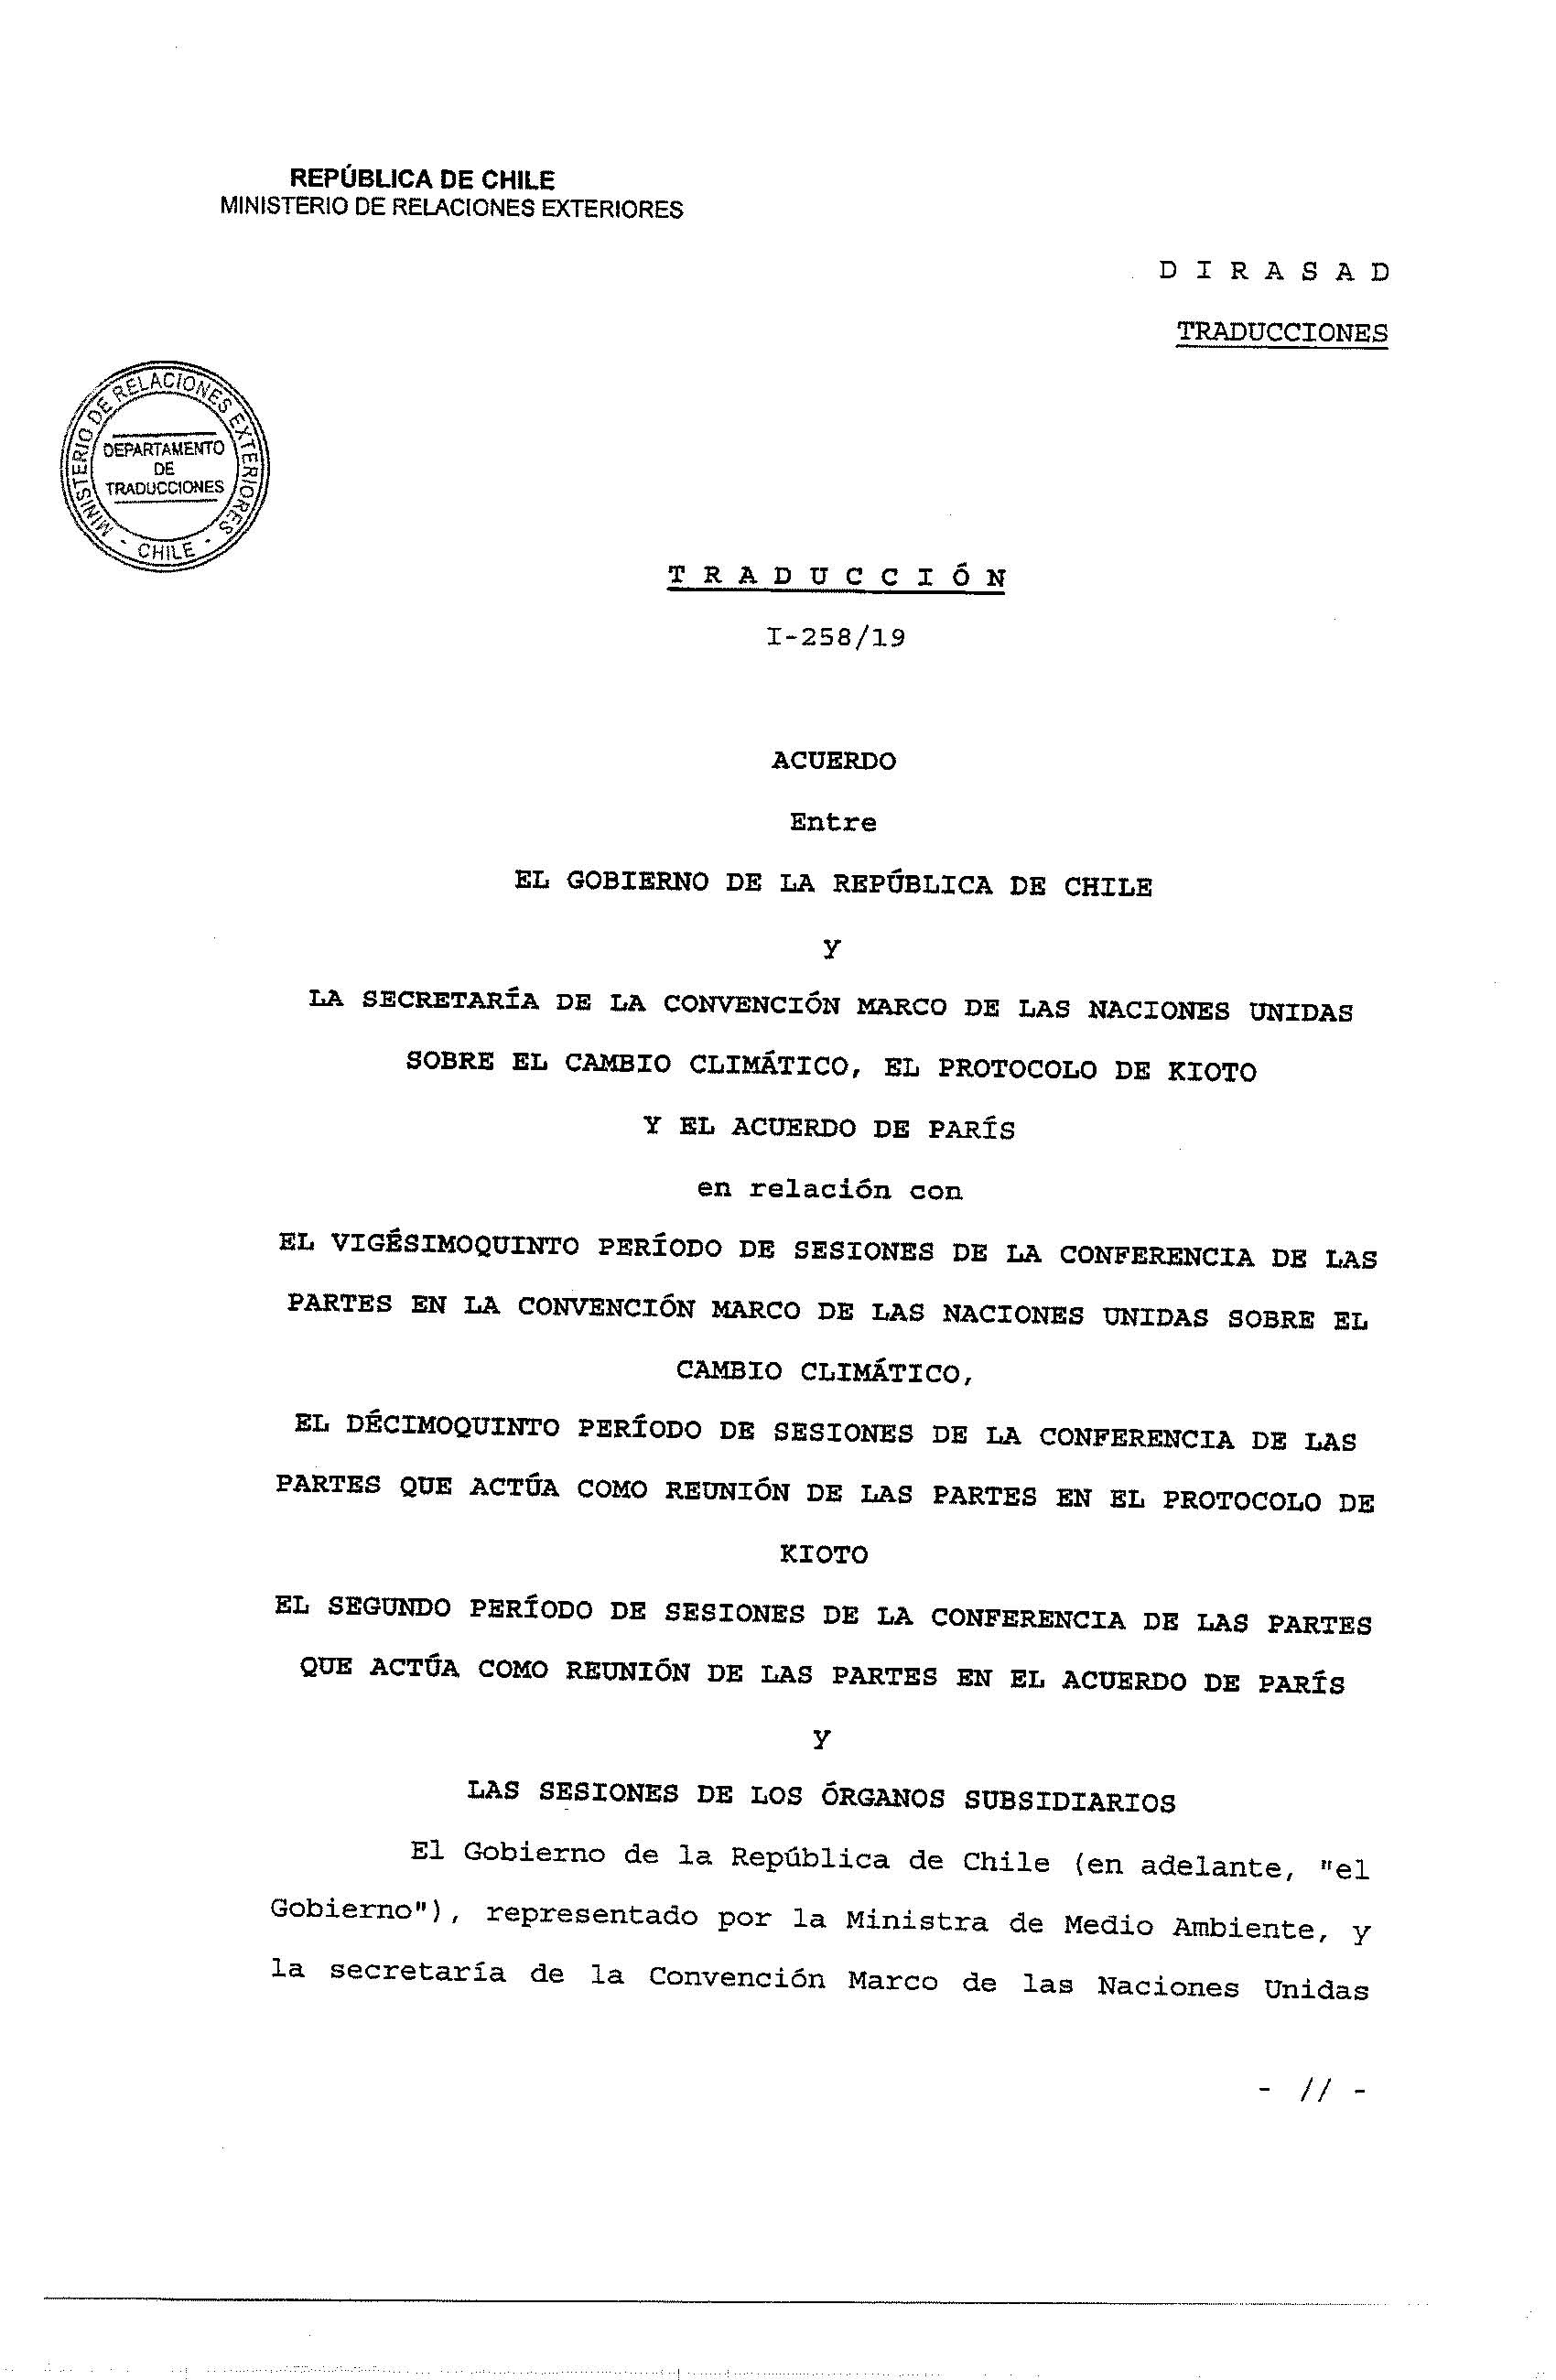 REPÚBLICA DE CHILE
MINISTERIO DE RELACIONES EXTERIORES
D I R A S A D
TRADUCCIONES
MINISTERIO DE RELACIONES EXTERIORES
DEPARTAMENTO
DE
TRADUCCIONES
- CHILE -
T R A D U C C I Ó N
I-258/19
ACUERDO
Entre
EL GOBIERNO DE LA REPÚBLICA DE CHILE
Y
LA SECRETARÍA DE LA CONVENCIÓN MARCO DE LAS NACIONES UNIDAS
SOBRE EL CAMBIO CLIMÁTICO, EL PROTOCOLO DE KIOTO
Y EL ACUERDO DE PARÍS
en relación con
EL VIGÉSIMOQUINTO PERÍODO DE SESIONES DE LA CONFERENCIA DE LAS
PARTES EN LA CONVENCIÓN MARCO DE LAS NACIONES UNIDAS SOBRE EL
CAMBIO CLIMÁTICO,
EL DÉCIMOQUINTO PERÍODO DE SESIONES DE LA CONFERENCIA DE LAS
PARTES QUE ACTÚA COMO REUNIÓN DE LAS PARTES EN EL PROTOCOLO DE
KIOTO
EL SEGUNDO PERÍODO DE SESIONES DE LA CONFERENCIA DE LAS PARTES
QUE ACTÚA COMO REUNIÓN DE LAS PARTES EN EL ACUERDO DE PARÍS
Y
LAS SESIONES DE LOS ÓRGANOS SUBSIDIARIOS
El Gobierno de la República de Chile (en adelante, "el
Gobierno"), representado por la Ministra de Medio Ambiente, y
la secretaría de la Convención Marco de las Naciones Unidas
- // -